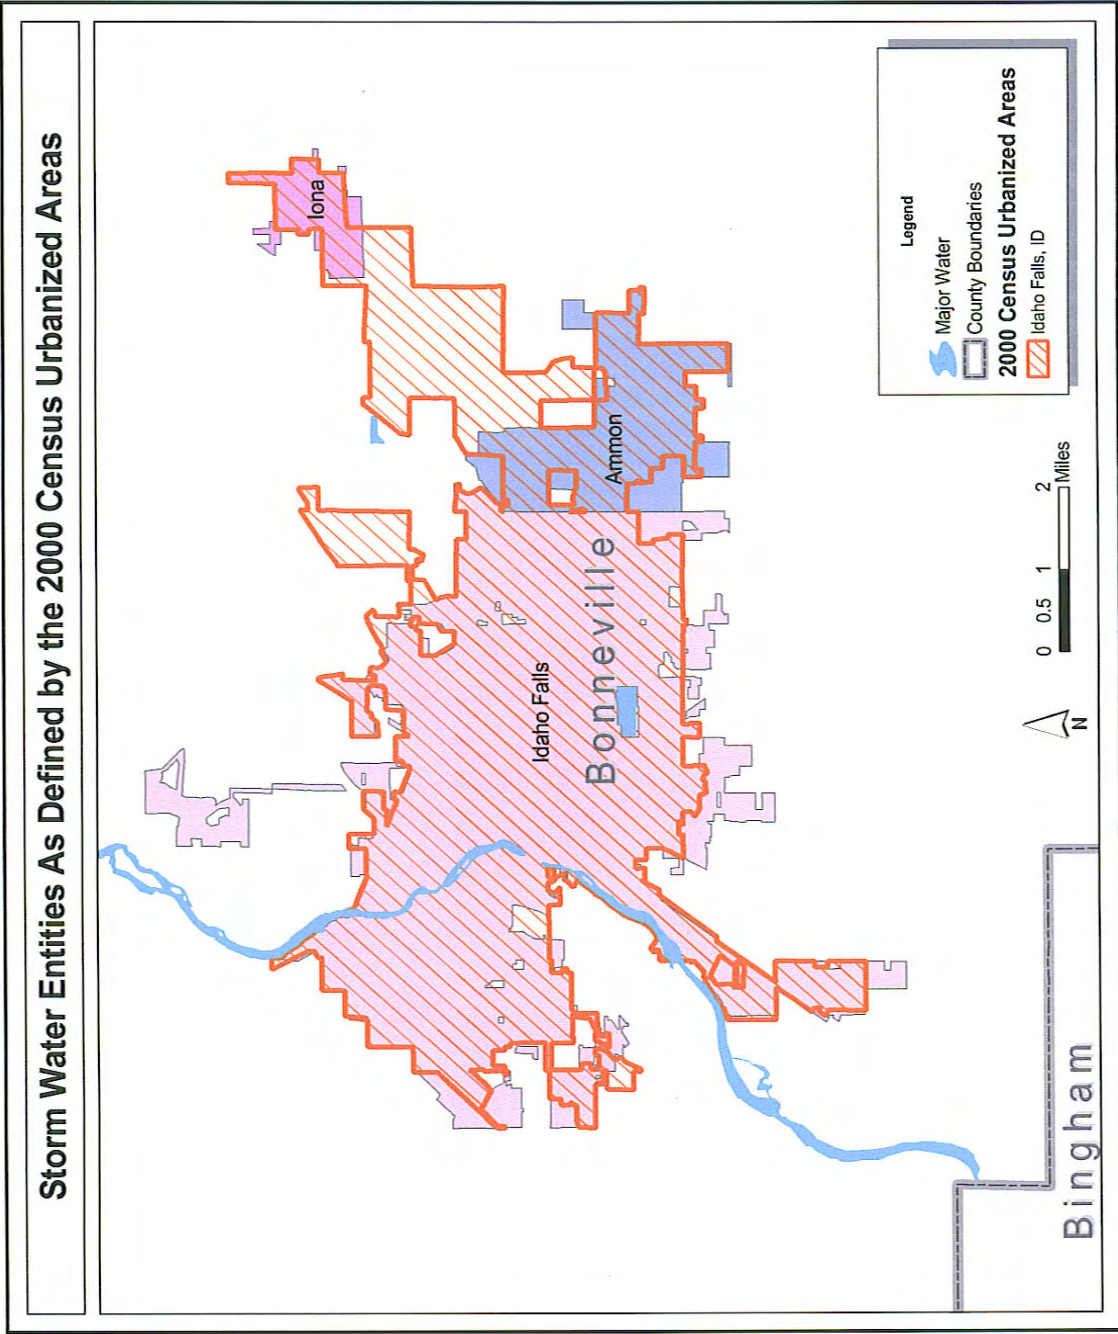 Storm Water Entities As Defined by the 2000 Census Urbanized Areas
Iona
Ammon
Idaho Falls
Bonneville
Bingham
N
0 0.5 1 2
Miles
Legend
Major Water
County Boundaries
2000 Census Urbanized Areas
Idaho Falls, ID